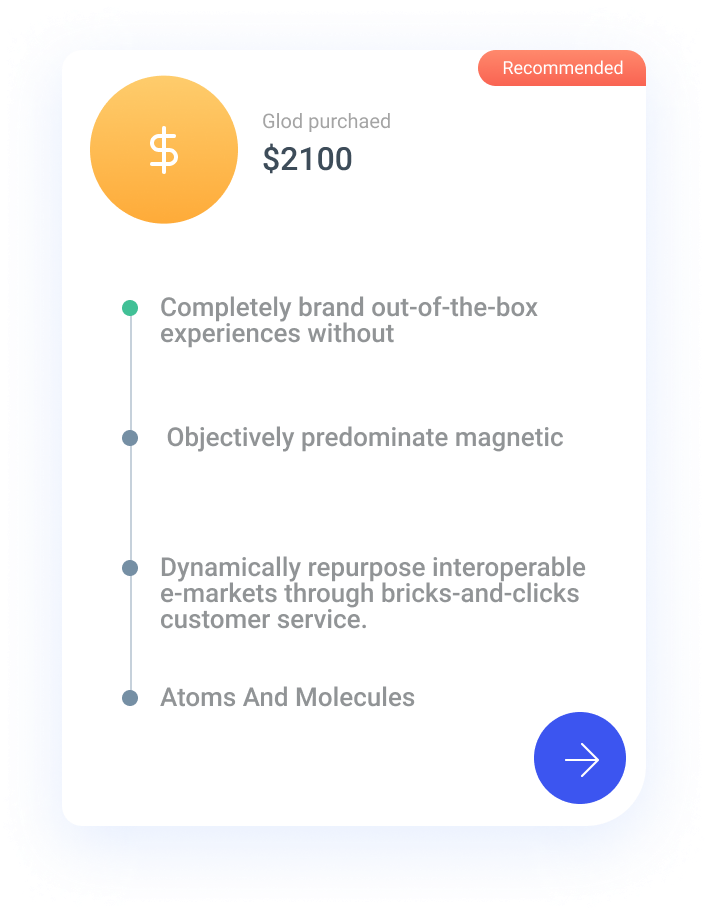 Recommended
Glod purchaed
$2100
$
Completely brand out-of-the-box
experiences without
Objectively predominate magnetic
Dynamically repurpose interoperable
e-markets through bricks-and-clicks
customer service.
Atoms And Molecules